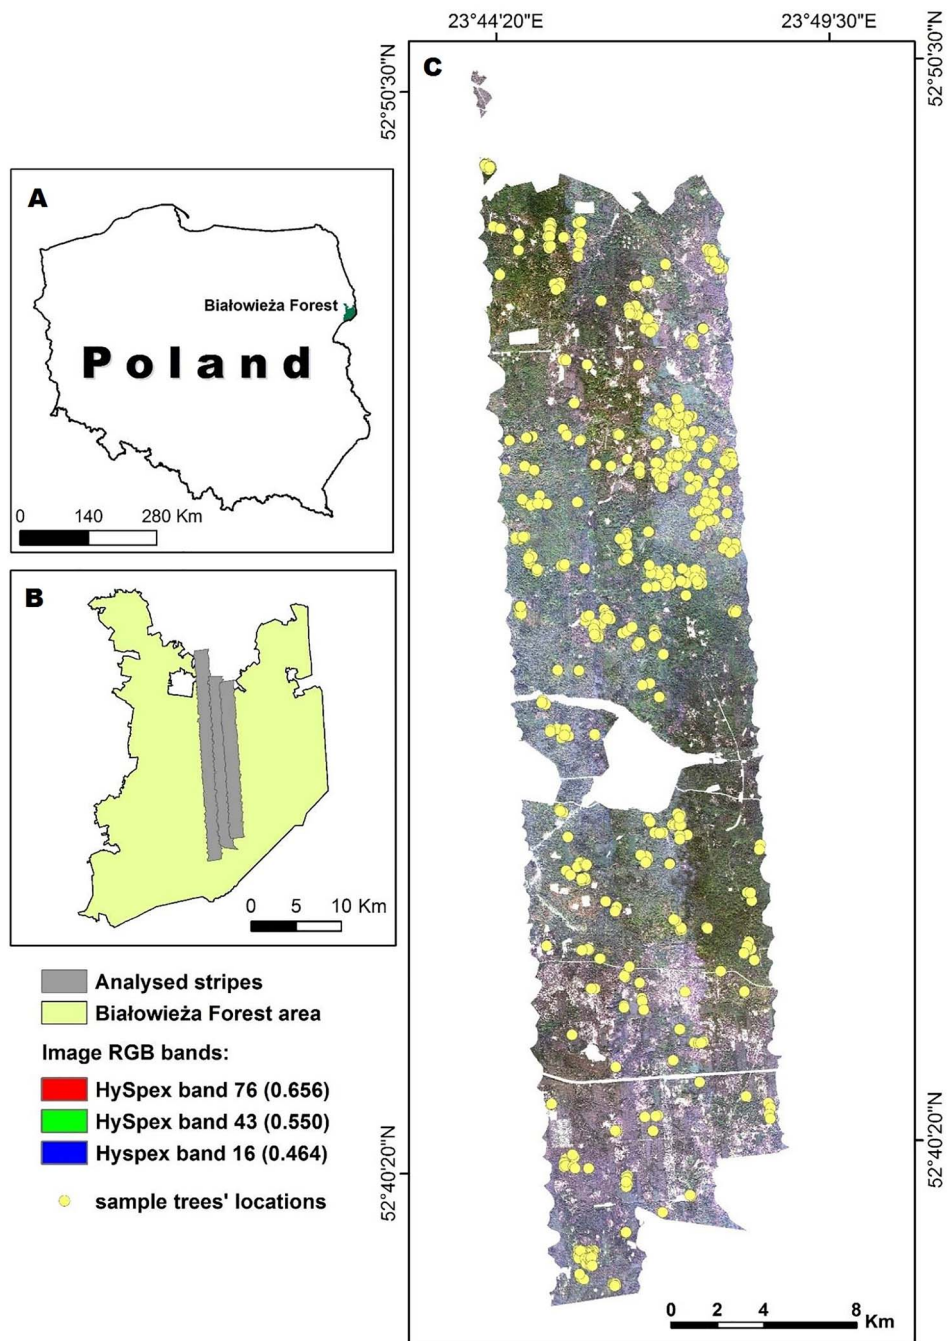 23°44'20"E
23°49'30"E
C
52°50'30"N
52°50'30"N
A
Białowieża Forest
Poland
0 140 280 Km
B
0 5 10 Km
Analysed stripes
Białowieża Forest area
Image RGB bands:
HySpex band 76 (0.656)
HySpex band 43 (0.550)
Hyspex band 16 (0.464)
sample trees' locations
52°40'20"N
52°40'20"N
0 2 4 8
Km